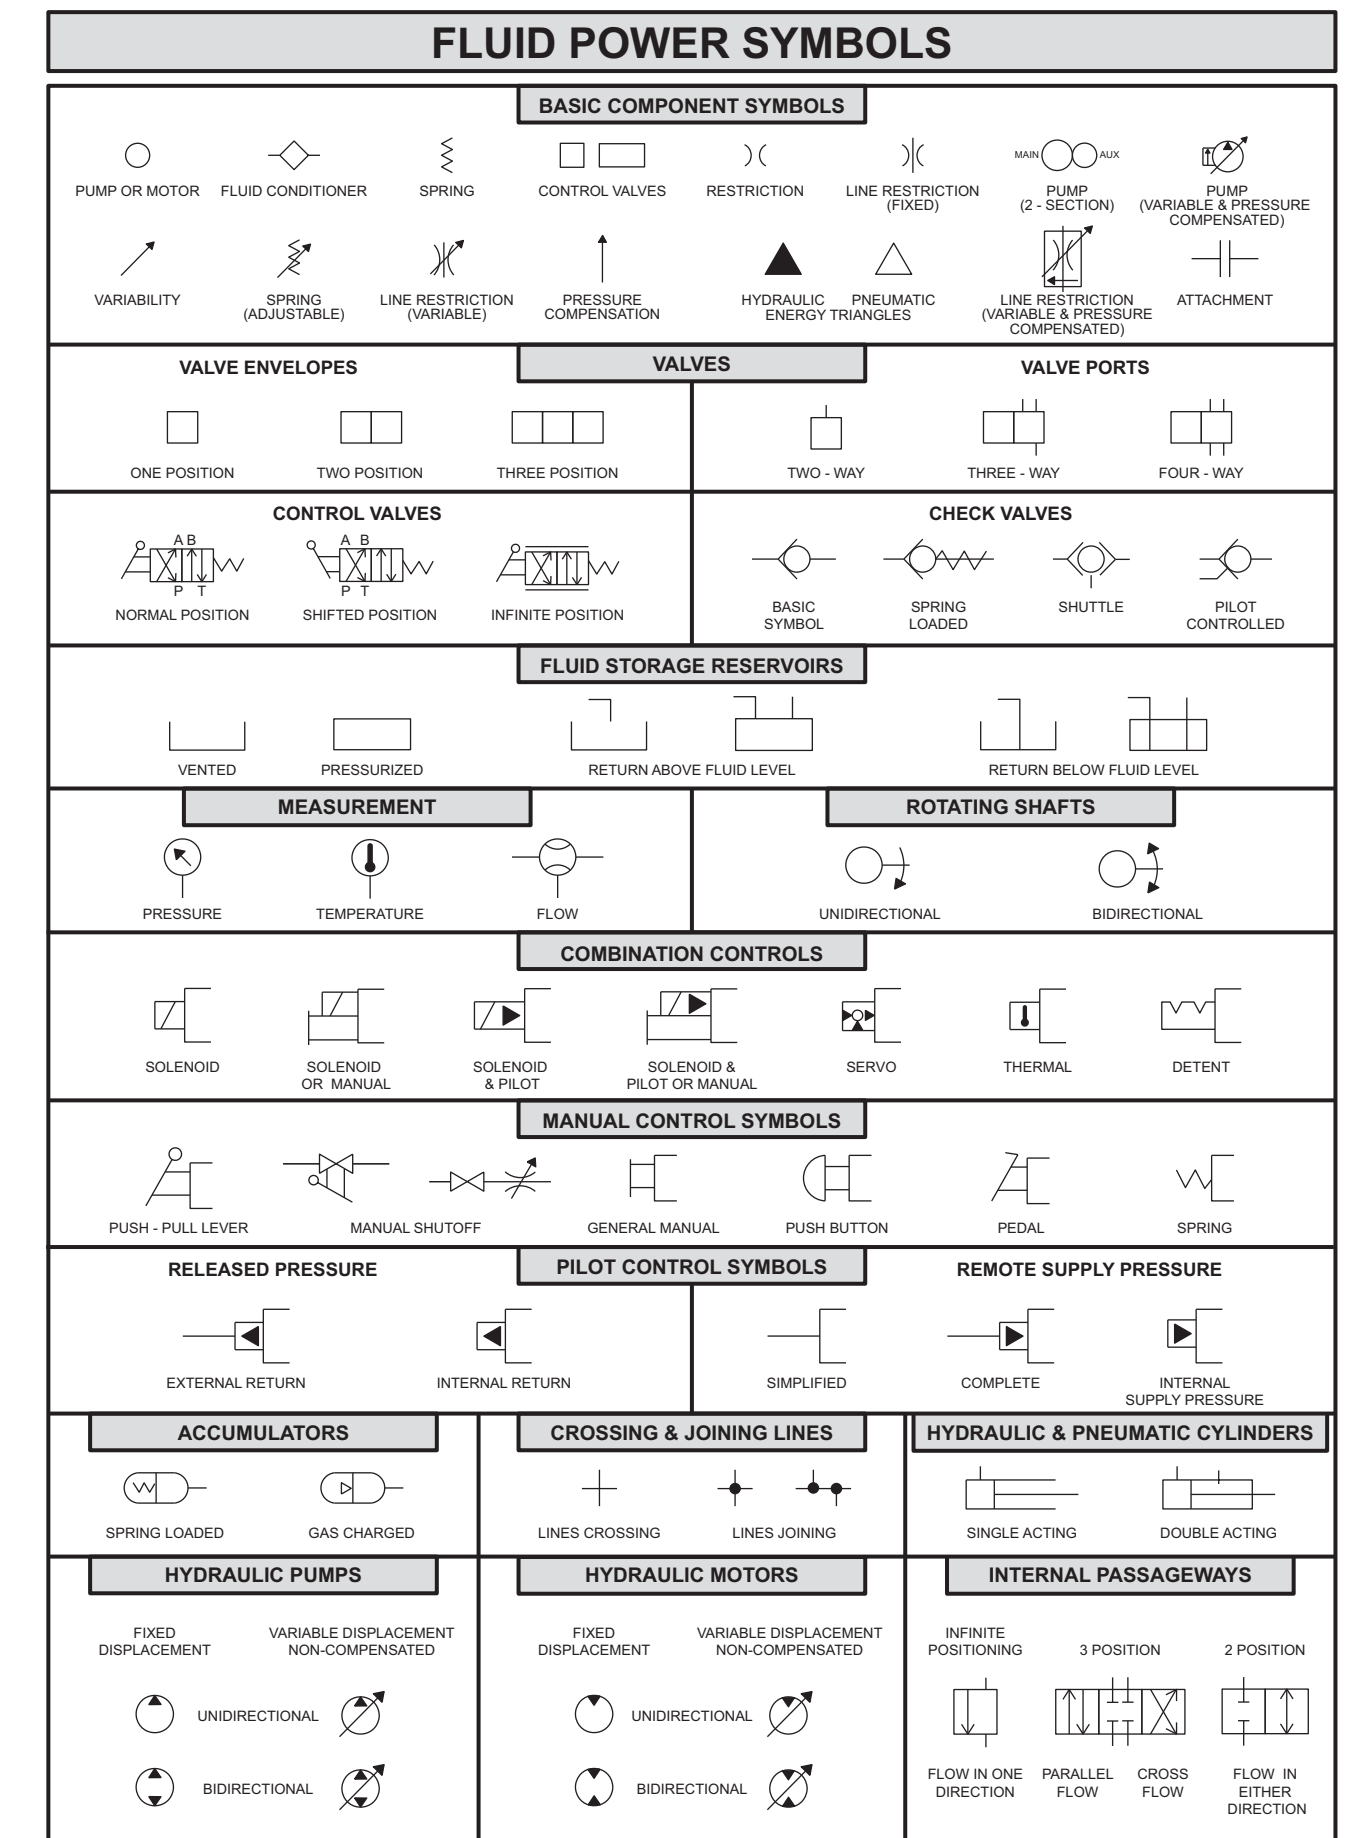 FLUID POWER SYMBOLS
BASIC COMPONENT SYMBOLS
MAIN
AUX
PUMP OR MOTOR
FLUID CONDITIONER
SPRING
CONTROL VALVES
RESTRICTION
LINE RESTRICTION
(FIXED)
PUMP
(2 - SECTION)
PUMP
(VARIABLE & PRESSURE
COMPENSATED)
VARIABILITY
SPRING
(ADJUSTABLE)
LINE RESTRICTION
(VARIABLE)
PRESSURE
COMPENSATION
HYDRAULIC PNEUMATIC
ENERGY TRIANGLES
LINE RESTRICTION
(VARIABLE & PRESSURE
COMPENSATED)
ATTACHMENT
VALVES
VALVE ENVELOPES
ONE POSITION
TWO POSITION
THREE POSITION
VALVE PORTS
TWO - WAY
THREE - WAY
FOUR - WAY
CONTROL VALVES
A B
P T
NORMAL POSITION
A B
P T
SHIFTED POSITION
INFINITE POSITION
CHECK VALVES
BASIC
SYMBOL
SPRING
LOADED
SHUTTLE
PILOT
CONTROLLED
FLUID STORAGE RESERVOIRS
VENTED
PRESSURIZED
RETURN ABOVE FLUID LEVEL
RETURN BELOW FLUID LEVEL
MEASUREMENT
PRESSURE
TEMPERATURE
FLOW
ROTATING SHAFTS
UNIDIRECTIONAL
BIDIRECTIONAL
COMBINATION CONTROLS
SOLENOID
SOLENOID
OR MANUAL
SOLENOID
& PILOT
SOLENOID &
PILOT OR MANUAL
SERVO
THERMAL
DETENT
MANUAL CONTROL SYMBOLS
PUSH - PULL LEVER
MANUAL SHUTOFF
GENERAL MANUAL
PUSH BUTTON
PEDAL
SPRING
PILOT CONTROL SYMBOLS
RELEASED PRESSURE
EXTERNAL RETURN
INTERNAL RETURN
REMOTE SUPPLY PRESSURE
SIMPLIFIED
COMPLETE
INTERNAL
SUPPLY PRESSURE
ACCUMULATORS
SPRING LOADED
GAS CHARGED
CROSSING & JOINING LINES
LINES CROSSING
LINES JOINING
HYDRAULIC & PNEUMATIC CYLINDERS
SINGLE ACTING
DOUBLE ACTING
HYDRAULIC PUMPS
FIXED
DISPLACEMENT
VARIABLE DISPLACEMENT
NON-COMPENSATED
UNIDIRECTIONAL
BIDIRECTIONAL
HYDRAULIC MOTORS
FIXED
DISPLACEMENT
VARIABLE DISPLACEMENT
NON-COMPENSATED
UNIDIRECTIONAL
BIDIRECTIONAL
INTERNAL PASSAGEWAYS
INFINITE
POSITIONING
3 POSITION
2 POSITION
FLOW IN ONE
DIRECTION
PARALLEL
FLOW
CROSS
FLOW
FLOW IN
EITHER
DIRECTION